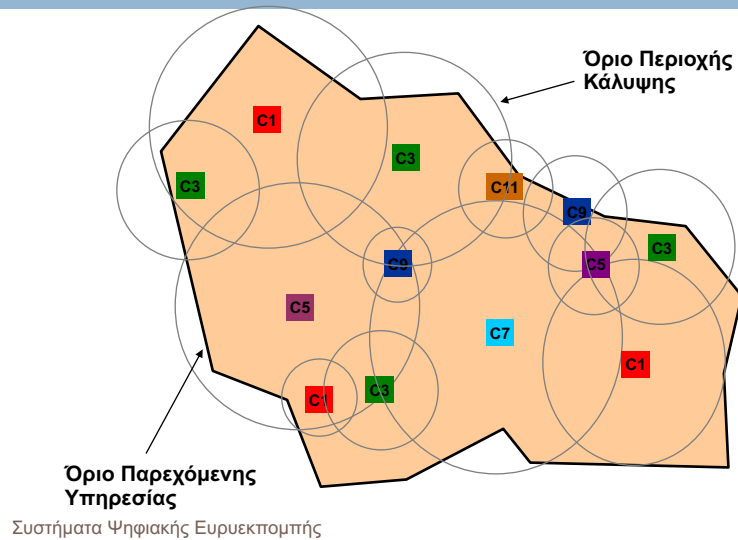 Όριο Περιοχής
Κάλυψης
C1
C3
C3
C11
C9
C3
C9
C5
C5
C7
C1
C1
C3
Όριο Παρεχόμενης
Υπηρεσίας
Συστήματα Ψηφιακής Ευρυεκπομπής